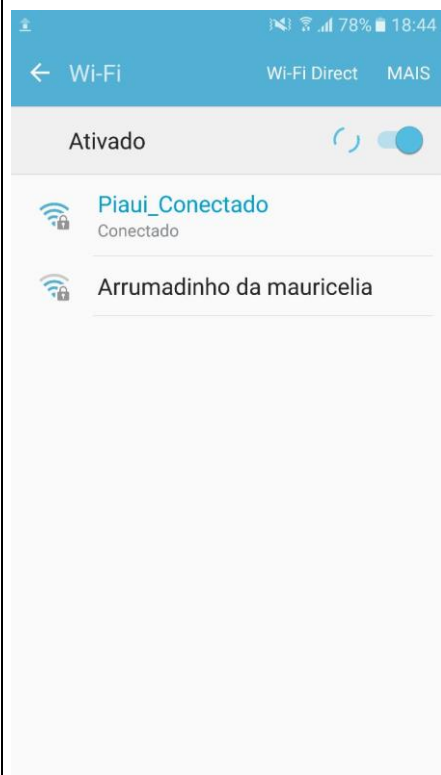 78% 18:44
Wi-Fi Wi-Fi Direct MAIS
Ativado
Piaui_Conectado
Conectado
Arrumadinho da mauricelia